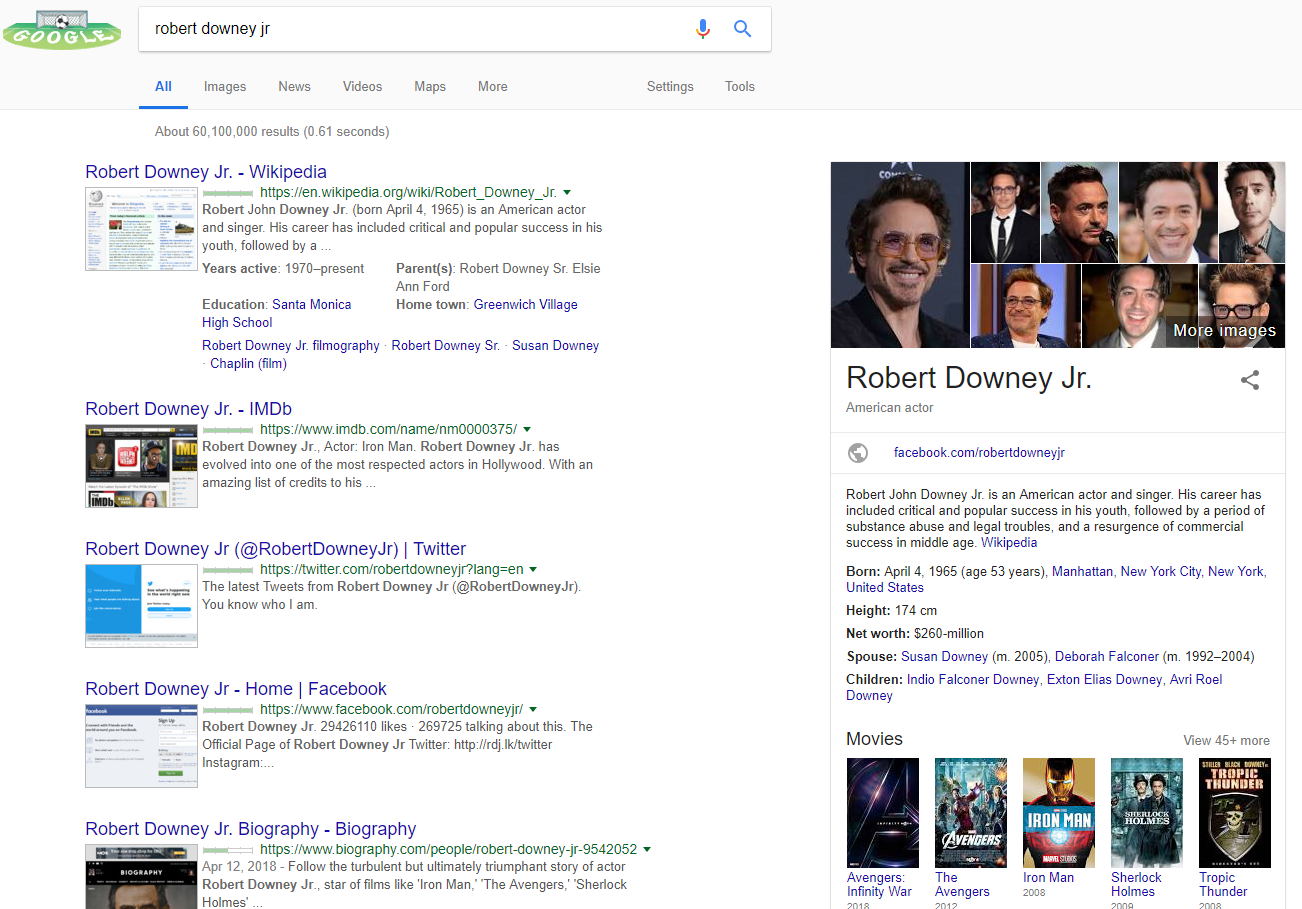 GOOGLE
robert downey jr
All Images News Videos Maps More Settings Tools
About 60,100,000 results (0.61 seconds)
Robert Downey Jr. - Wikipedia
https://en.wikipedia.org/wiki/Robert_Downey_Jr.
Robert John Downey Jr. (born April 4, 1965) is an American actor
and singer. His career has included critical and popular success in his
youth, followed by a ...
Years active: 1970–present
Parent(s): Robert Downey Sr. Elsie
Ann Ford
Education: Santa Monica
High School
Home town: Greenwich Village
Robert Downey Jr. filmography · Robert Downey Sr. · Susan Downey
· Chaplin (film)
Robert Downey Jr. - IMDb
https://www.imdb.com/name/nm0000375/
Robert Downey Jr., Actor: Iron Man. Robert Downey Jr. has
evolved into one of the most respected actors in Hollywood. With an
amazing list of credits to his ...
Robert Downey Jr (@RobertDowneyJr) | Twitter
https://twitter.com/robertdowneyjr?lang=en
The latest Tweets from Robert Downey Jr (@RobertDowneyJr).
You know who I am.
Robert Downey Jr - Home | Facebook
https://www.facebook.com/robertdowneyjr/
Robert Downey Jr. 29426110 likes · 269725 talking about this. The
Official Page of Robert Downey Jr Twitter: http://rdj.lk/twitter
Instagram:...
Robert Downey Jr. Biography - Biography
https://www.biography.com/people/robert-downey-jr-9542052
BIOGRAPHY
Apr 12, 2018 - Follow the turbulent but ultimately triumphant story of actor
Robert Downey Jr., star of films like 'Iron Man,' 'The Avengers,' 'Sherlock
Holmes' ...
More images
Robert Downey Jr.
American actor
facebook.com/robertdowneyjr
Robert John Downey Jr. is an American actor and singer. His career has
included critical and popular success in his youth, followed by a period of
substance abuse and legal troubles, and a resurgence of commercial
success in middle age. Wikipedia
Born: April 4, 1965 (age 53 years), Manhattan, New York City, New York,
United States
Height: 174 cm
Net worth: $260-million
Spouse: Susan Downey (m. 2005), Deborah Falconer (m. 1992–2004)
Children: Indio Falconer Downey, Exton Elias Downey, Avri Roel
Downey
Movies
View 45+ more
AVENGERS
IRON MAN
MARVEL STUDIOS
SHERLOCK
HOLMES
STILLER BLACK DOWNEY JR
TROPIC
THUNDER
DIRECTOR'S CUT
Avengers:
Infinity War
2018
The
Avengers
2012
Iron Man
2008
Sherlock
Holmes
2009
Tropic
Thunder
2008